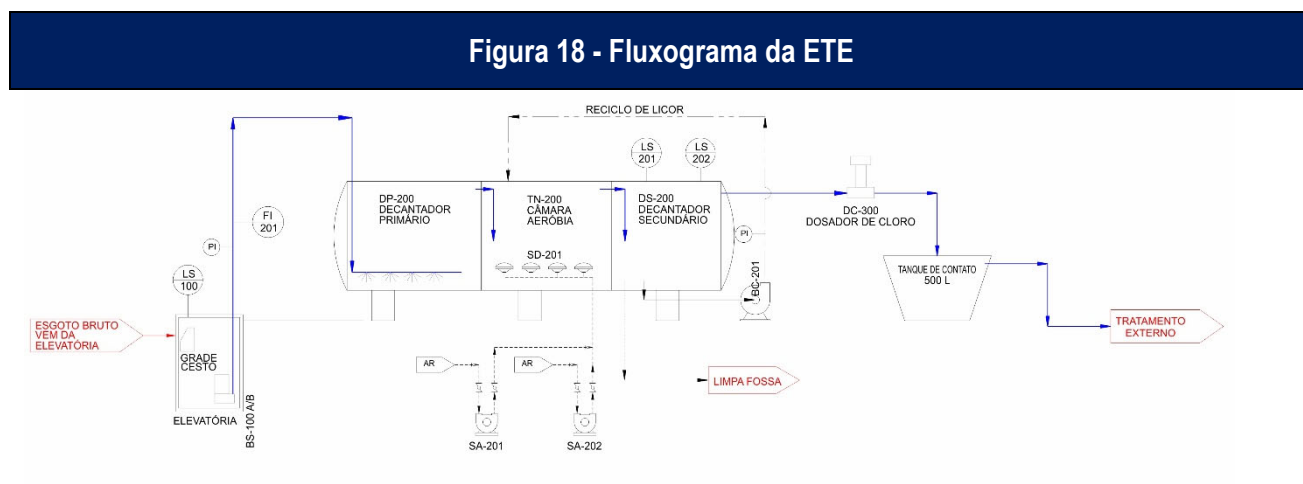 Figura 18 - Fluxograma da ETE
RECICLO DE LICOR
LS
201
LS
202
DP-200
DECANTADOR
PRIMÁRIO
TN-200
CÂMARA
AERÓBIA
DS-200
DECANTADOR
SECUNDÁRIO
DC-300
DOSADOR DE CLORO
FI
201
PI
PI
SD-201
BC-201
LS
100
TANQUE DE CONTATO
500 L
ESGOTO BRUTO
VEM DA
ELEVATÓRIA
GRADE
CESTO
TRATAMENTO
EXTERNO
AR
AR
LIMPA FOSSA
ELEVATÓRIA
BS-100 A/B
SA-201
SA-202